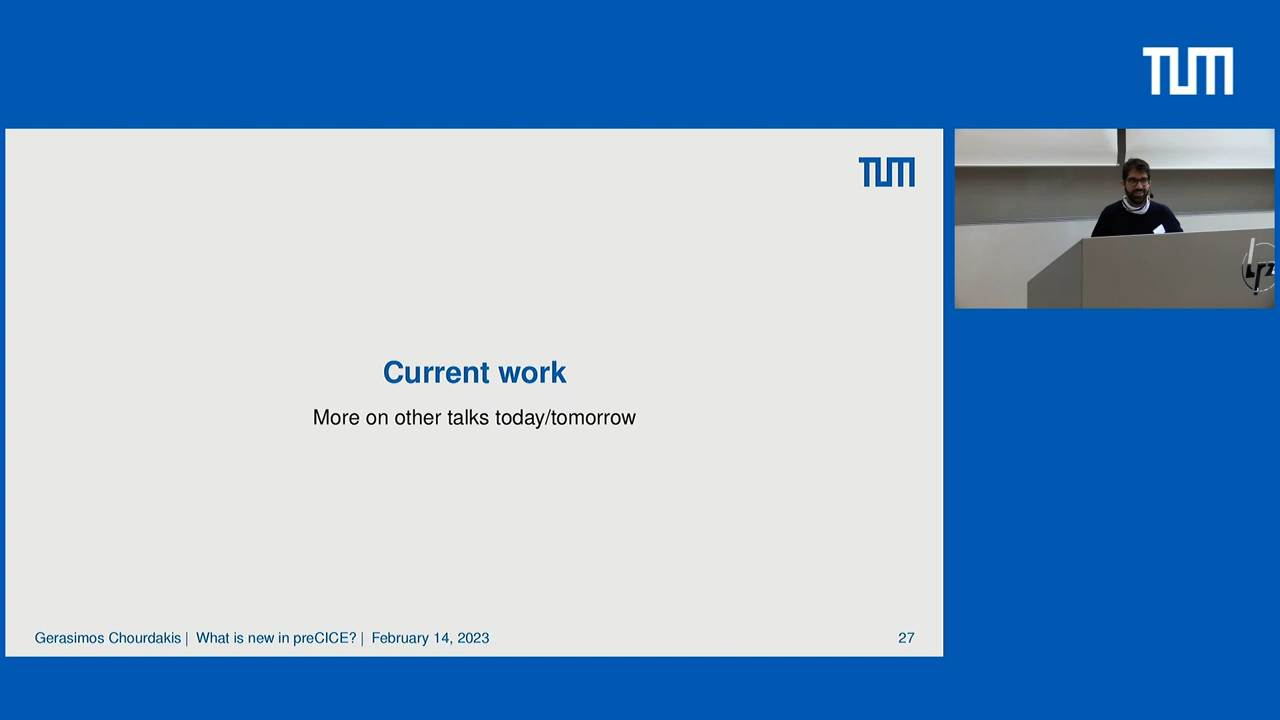 TUM
TUM
lrz
Current work
More on other talks today/tomorrow
Gerasimos Chourdakis | What is new in preCICE? | February 14, 2023
27